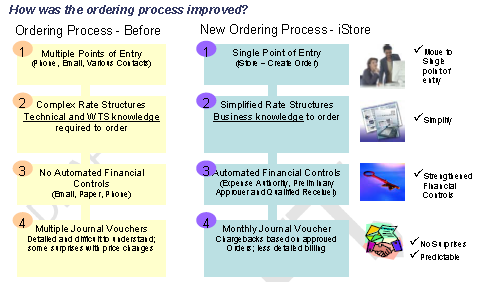 How was the ordering process improved?
Ordering Process - Before
New Ordering Process - iStore
1
Multiple Points of Entry
(Phone, Email, Various Contacts)
1
Single Point of Entry
(iStore – Create Order)
✓ Move to
Single
point of
entry
2
Complex Rate Structures
Technical and WTS knowledge
required to order
2
Simplified Rate Structures
Business knowledge to order
✓ Simplify
3
No Automated Financial
Controls
(Email, Paper, Phone)
3
Automated Financial Controls
(Expense Authority, Preliminary
Approver and Qualified Receiver)
✓ Strengthened
Financial
Controls
4
Multiple Journal Vouchers
Detailed and difficult to understand;
some surprises with price changes
4
Monthly Journal Voucher
Chargebacks based on approved
Orders; less detailed billing
✓ No Surprises
✓ Predictable